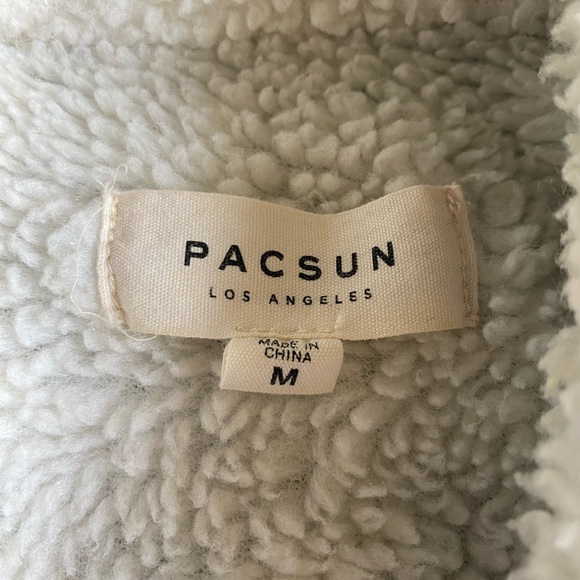 PACSUN
LOS ANGELES
MADE IN
CHINA
M